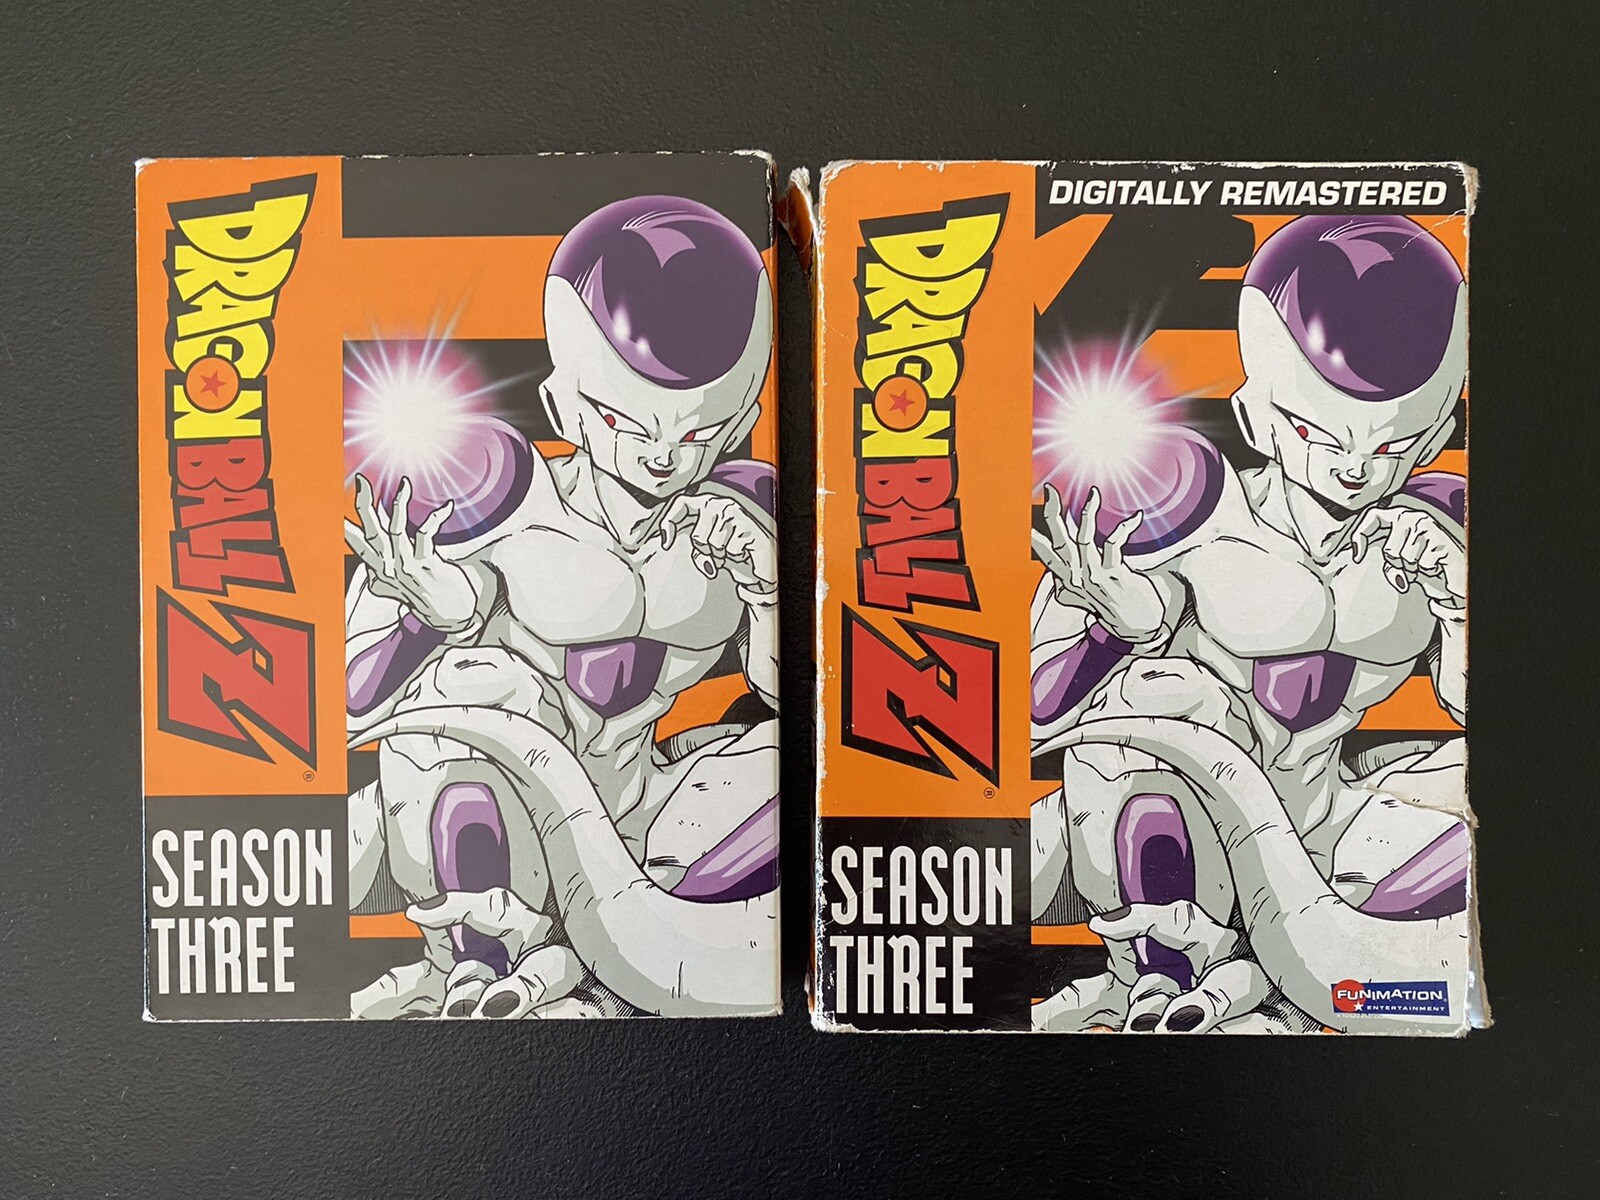 DRAGON BALL Z
®
SEASON
THREE
DIGITALLY REMASTERED
DRAGON BALL Z
®
SEASON
THREE
FUNIMATION
ENTERTAINMENT